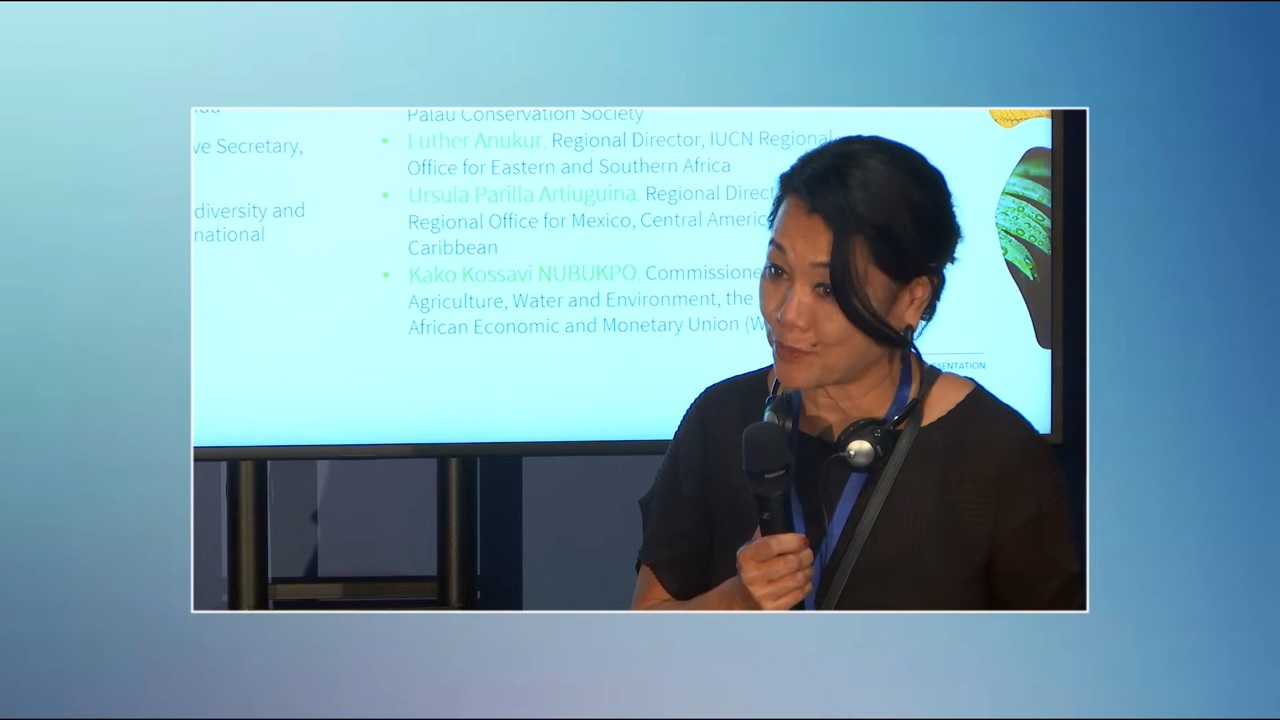 ve Secretary,
diversity and
national
Palau Conservation Society
• Luther Anukur. Regional Director, IUCN Regional
Office for Eastern and Southern Africa
• Ursula Parilla Artiuguina. Regional Direct
Regional Office for Mexico, Central Americ
Caribbean
• Kako Kossavi NUBUKPO. Commissione
Agriculture, Water and Environment, the
African Economic and Monetary Union (W
SENTATION